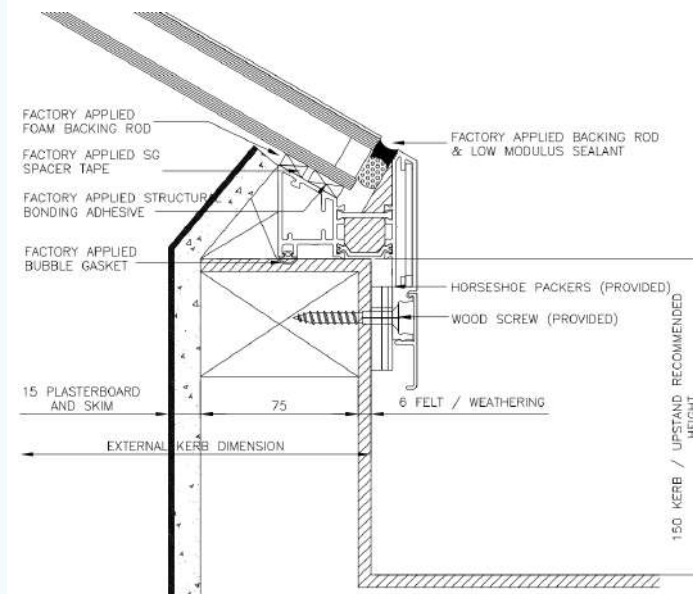 FACTORY APPLIED
FOAM BACKING ROD
FACTORY APPLIED SG
SPACER TAPE
FACTORY APPLIED STRUCTURAL
BONDING ADHESIVE
FACTORY APPLIED
BUBBLE GASKET
FACTORY APPLIED BACKING ROD
& LOW MODULUS SEALANT
HORSESHOE PACKERS (PROVIDED)
WOOD SCREW (PROVIDED)
15 PLASTERBOARD
AND SKIM
75
6 FELT / WEATHERING
EXTERNAL KERB DIMENSION
150 KERB / UPSTAND RECOMMENDED
HEIGHT